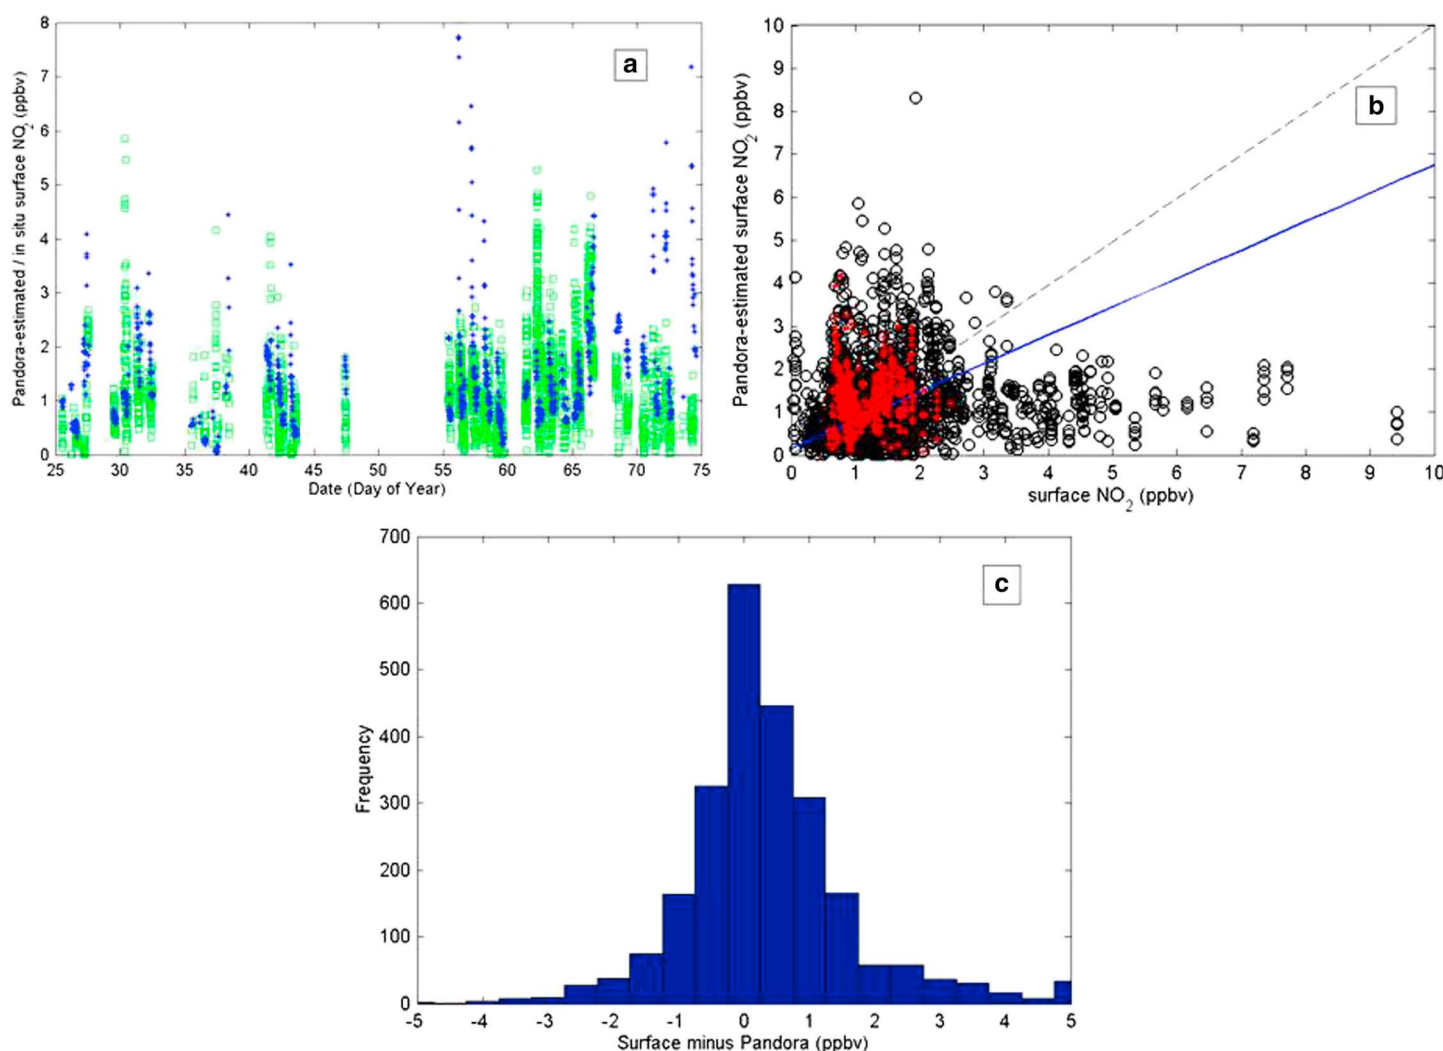 a
Pandora-estimated / in situ surface NO2 (ppbv)
8
7
6
5
4
3
2
1
0
25 30 35 40 45 50 55 60 65 70 75
Date (Day of Year)
b
Pandora-estimated surface NO2 (ppbv)
10
9
8
7
6
5
4
3
2
1
0
0 1 2 3 4 5 6 7 8 9 10
surface NO2 (ppbv)
c
Frequency
700
600
500
400
300
200
100
0
-5 -4 -3 -2 -1 0 1 2 3 4 5
Surface minus Pandora (ppbv)